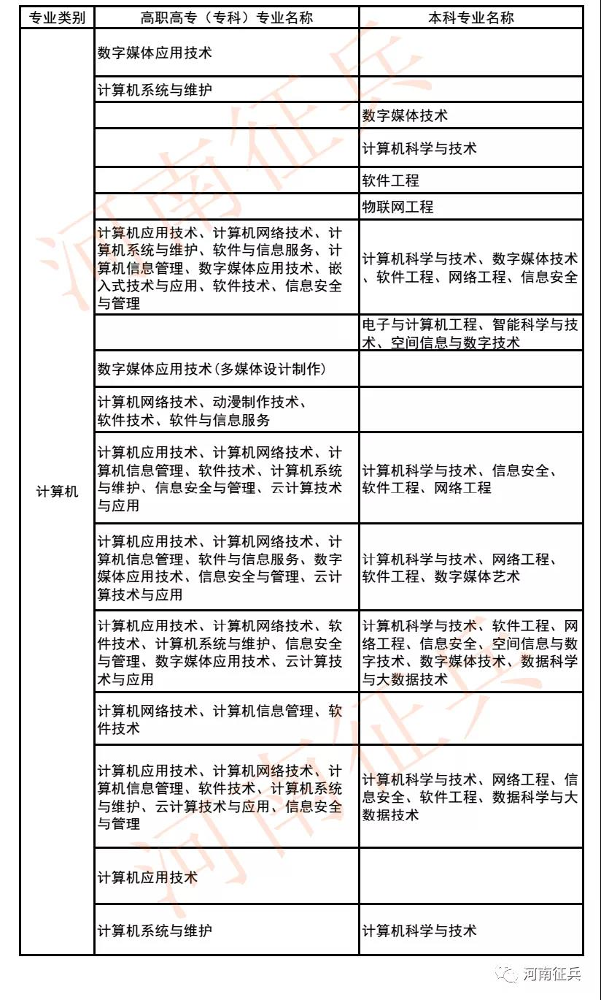 专业类别
高职高专（专科）专业名称
本科专业名称
计算机
数字媒体应用技术
计算机系统与维护
数字媒体技术
计算机科学与技术
软件工程
物联网工程
计算机应用技术、计算机网络技术、计
算机系统与维护、软件与信息服务、计
算机信息管理、数字媒体应用技术、嵌
入式技术与应用、软件技术、信息安全
与管理
计算机科学与技术、数字媒体技术
、软件工程、网络工程、信息安全
电子与计算机工程、智能科学与技
术、空间信息与数字技术
数字媒体应用技术(多媒体设计制作)
计算机网络技术、动漫制作技术、
软件技术、软件与信息服务
计算机应用技术、计算机网络技术、计
算机信息管理、软件技术、计算机系统
与维护、信息安全与管理、云计算技术
与应用
计算机科学与技术、信息安全、
软件工程、网络工程
计算机应用技术、计算机网络技术、计
算机信息管理、软件与信息服务、数字
媒体应用技术、信息安全与管理、云计
算技术与应用
计算机科学与技术、网络工程、
软件工程、数字媒体艺术
计算机应用技术、计算机网络技术、软
件技术、计算机系统与维护、信息安全
与管理、数字媒体应用技术、云计算技
术与应用
计算机科学与技术、软件工程、网
络工程、信息安全、空间信息与数
字技术、数字媒体技术、数据科学
与大数据技术
计算机网络技术、计算机信息管理、软
件技术
计算机应用技术、计算机网络技术、计
算机信息管理、软件技术、计算机系统
与维护、云计算技术与应用、信息安全
与管理
计算机科学与技术、网络工程、信
息安全、软件工程、数据科学与大
数据技术
计算机应用技术
计算机系统与维护
计算机科学与技术
河南征兵
河南征兵
河南征兵